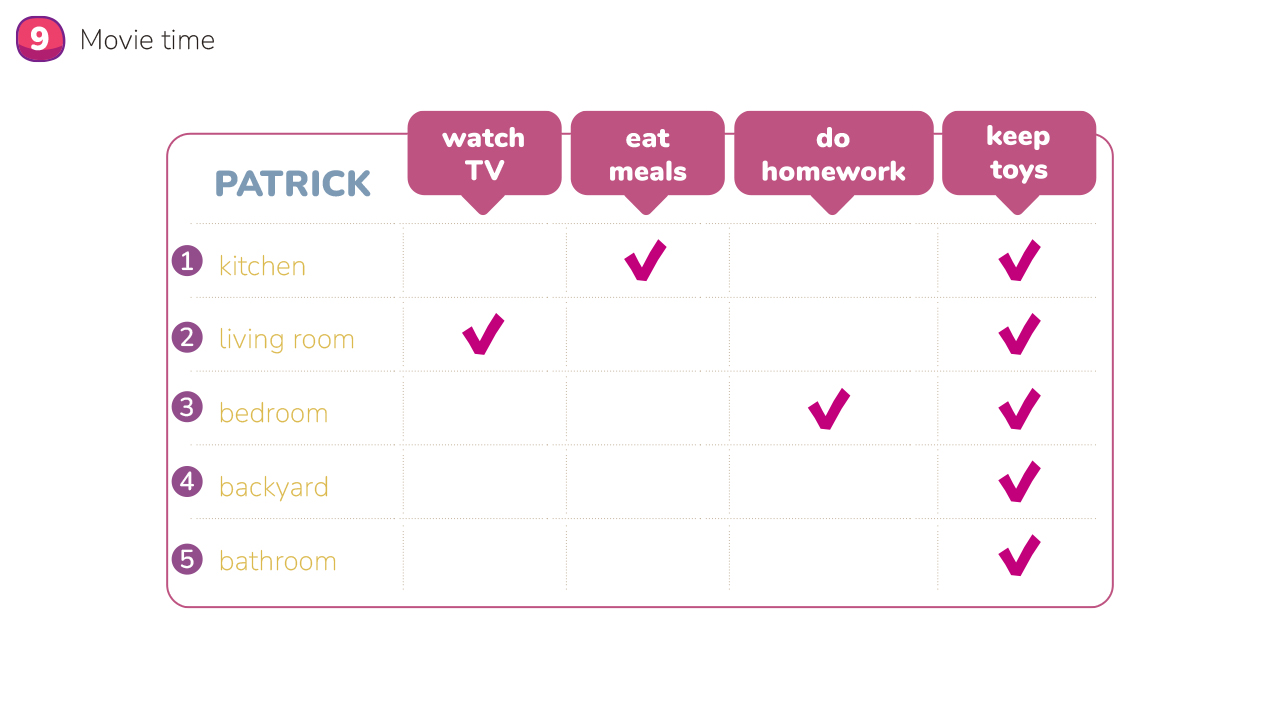 9 Movie time
watch TV
eat meals
do homework
keep toys
PATRICK
1 kitchen
2 living room
3 bedroom
4 backyard
5 bathroom